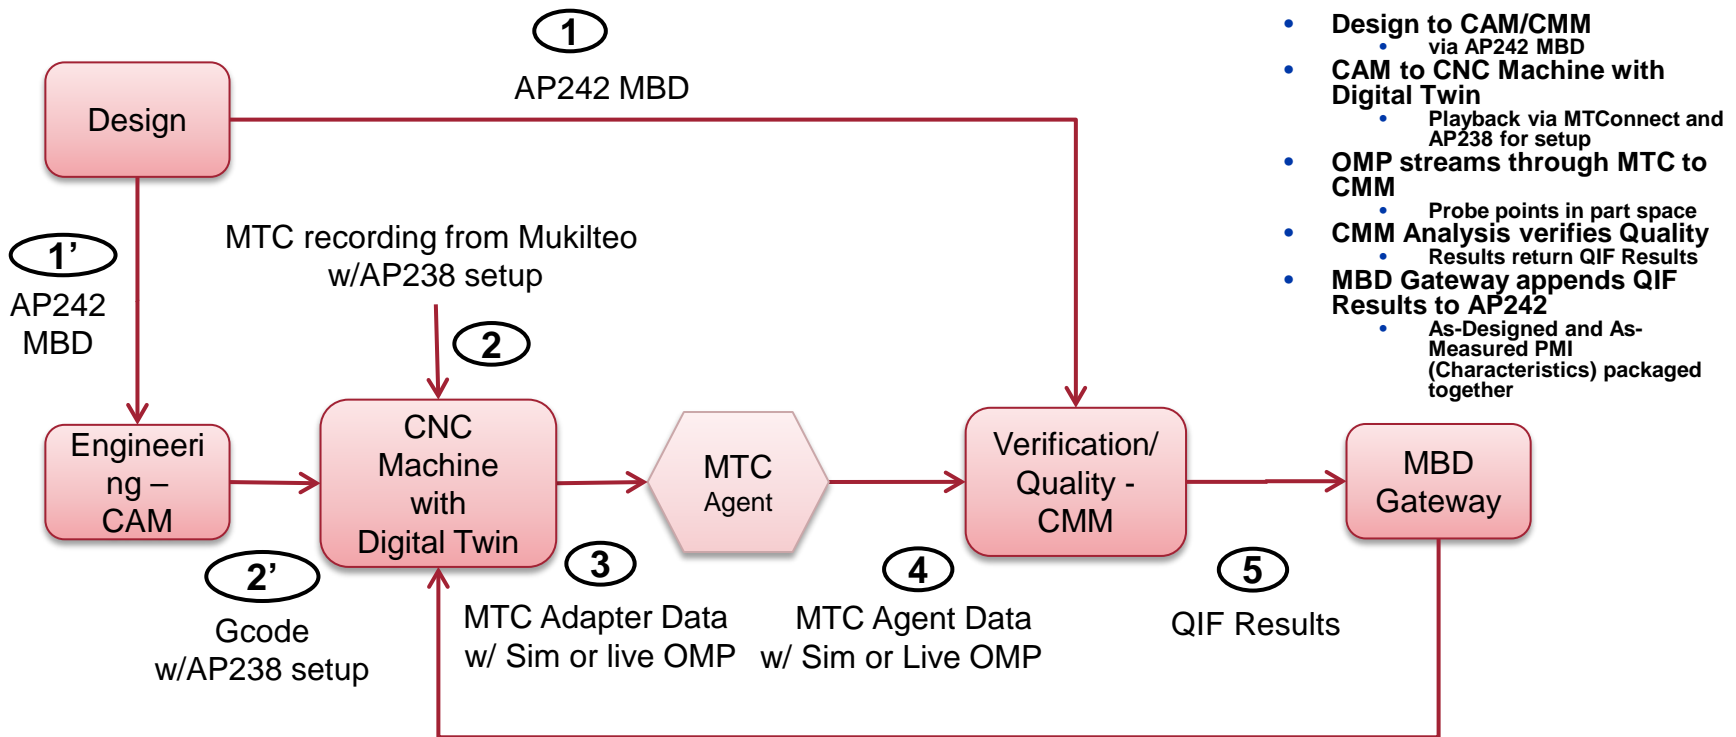 1
AP242 MBD
Design
1’
AP242
MBD
MTC recording from Mukilteo
w/AP238 setup
2
Engineeri
ng –
CAM
CNC
Machine
with
Digital Twin
MTC
Agent
Verification/
Quality -
CMM
MBD
Gateway
2’
Gcode
w/AP238 setup
3
MTC Adapter Data
w/ Sim or live OMP
4
MTC Agent Data
w/ Sim or Live OMP
5
QIF Results
• Design to CAM/CMM
• via AP242 MBD
• CAM to CNC Machine with
Digital Twin
• Playback via MTConnect and
AP238 for setup
• OMP streams through MTC to
CMM
• Probe points in part space
• CMM Analysis verifies Quality
• Results return QIF Results
• MBD Gateway appends QIF
Results to AP242
• As-Designed and As-
Measured PMI
(Characteristics) packaged
together